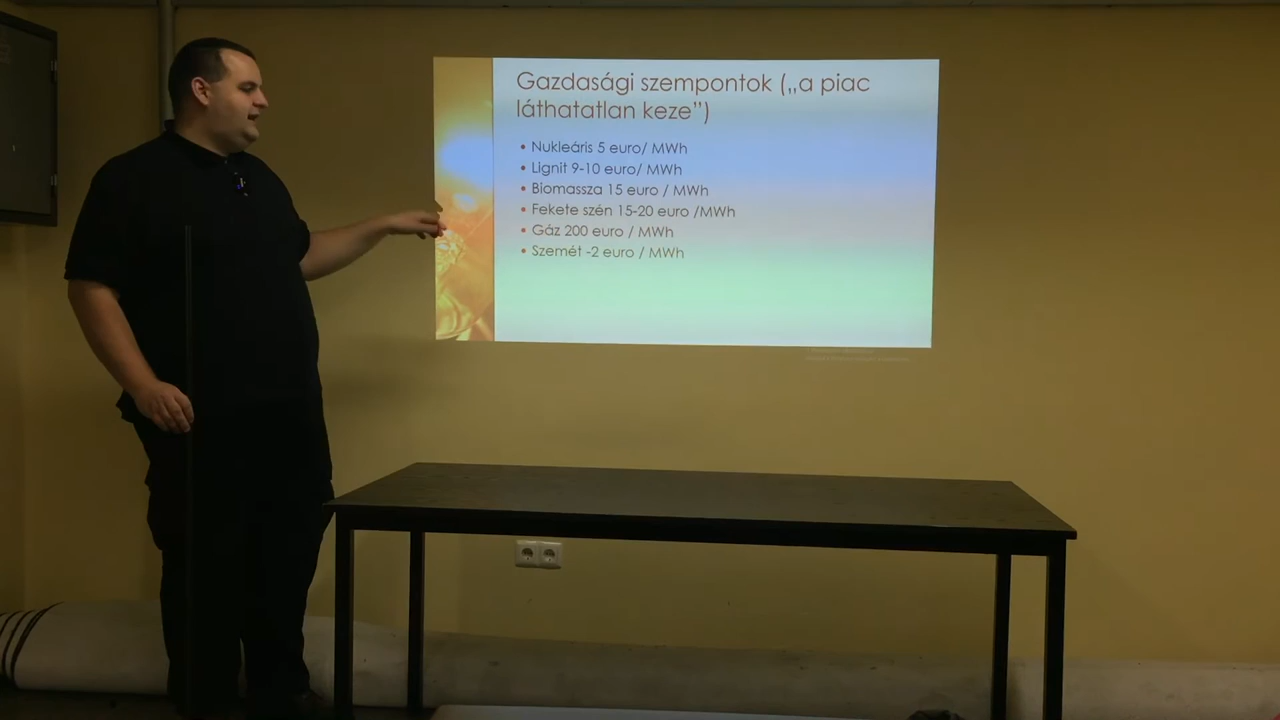 Gazdasági szempontok („a piac
láthatatlan keze”)
• Nukleáris 5 euro/ MWh
• Lignit 9-10 euro/ MWh
• Biomassza 15 euro / MWh
• Fekete szén 15-20 euro /MWh
• Gáz 200 euro / MWh
• Szemét -2 euro / MWh